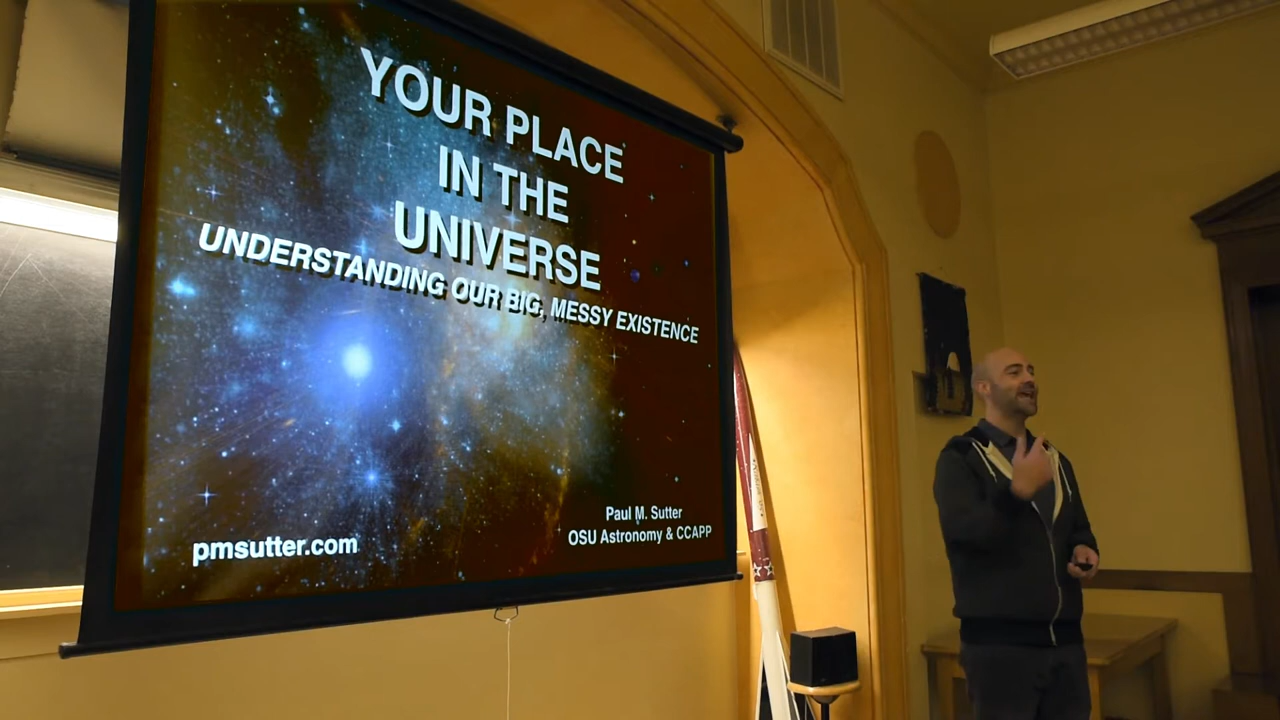 YOUR PLACE
IN THE
UNIVERSE
UNDERSTANDING OUR BIG, MESSY EXISTENCE
Paul M. Sutter
OSU Astronomy & CCAPP
pmsutter.com